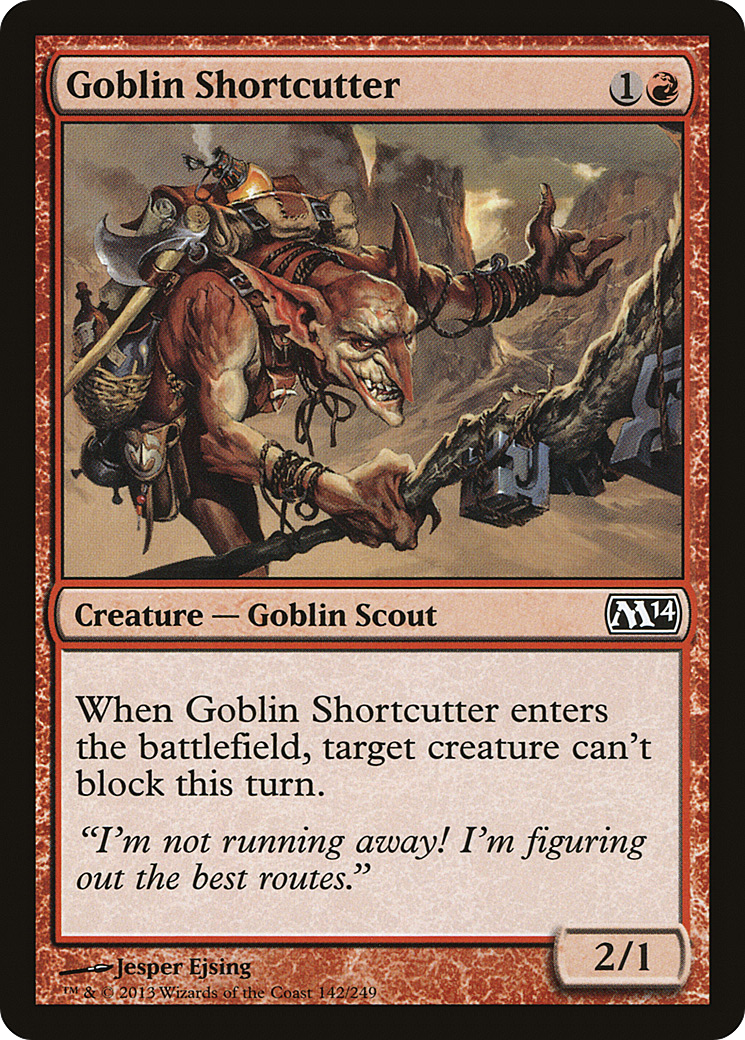 Goblin Shortcutter
1
Creature — Goblin Scout
M14
When Goblin Shortcutter enters
the battlefield, target creature can't
block this turn.
“I'm not running away! I'm figuring
out the best routes.”
2/1
Jesper Ejsing
™ & © 2013 Wizards of the Coast 142/249